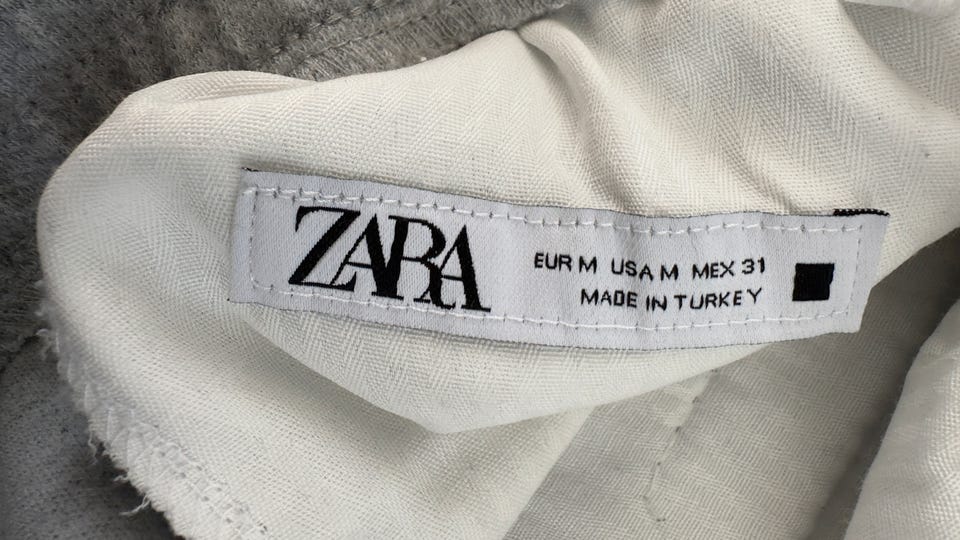 ZARA
EUR M USA M MEX 31
MADE IN TURKEY